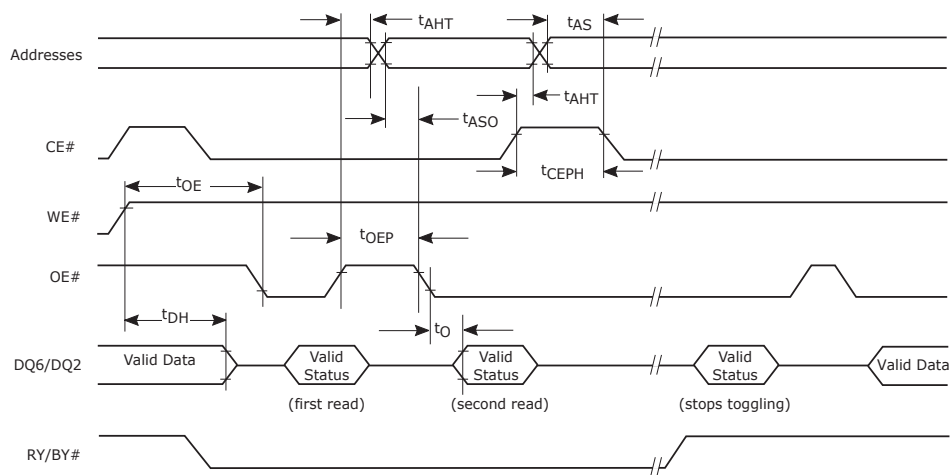 tAHT
tAS
Addresses
tAHT
tASO
CE#
tCEPH
tOE
WE#
tOEP
OE#
tDH
tO
DQ6/DQ2
Valid Data
Valid
Status
Valid
Status
Valid
Status
Valid Data
(first read)
(second read)
(stops toggling)
RY/BY#